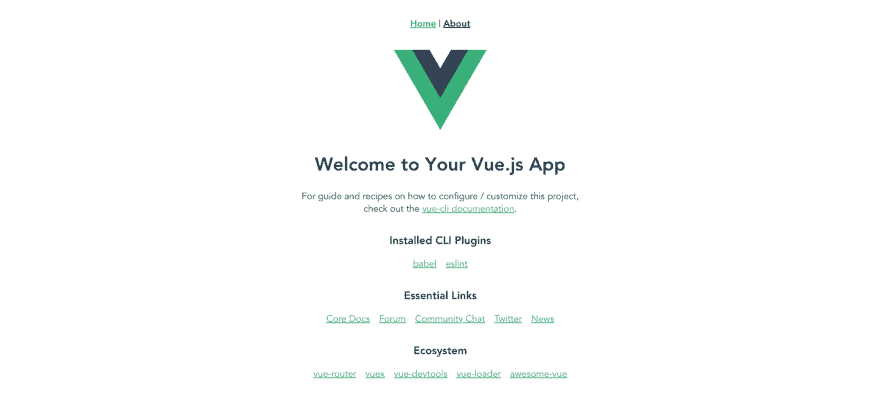 Home | About
Welcome to Your Vue.js App
For guide and recipes on how to configure / customize this project,
check out the vue-cli documentation.
Installed CLI Plugins
babel eslint
Essential Links
Core Docs Forum Community Chat Twitter News
Ecosystem
vue-router vuex vue-devtools vue-loader awesome-vue